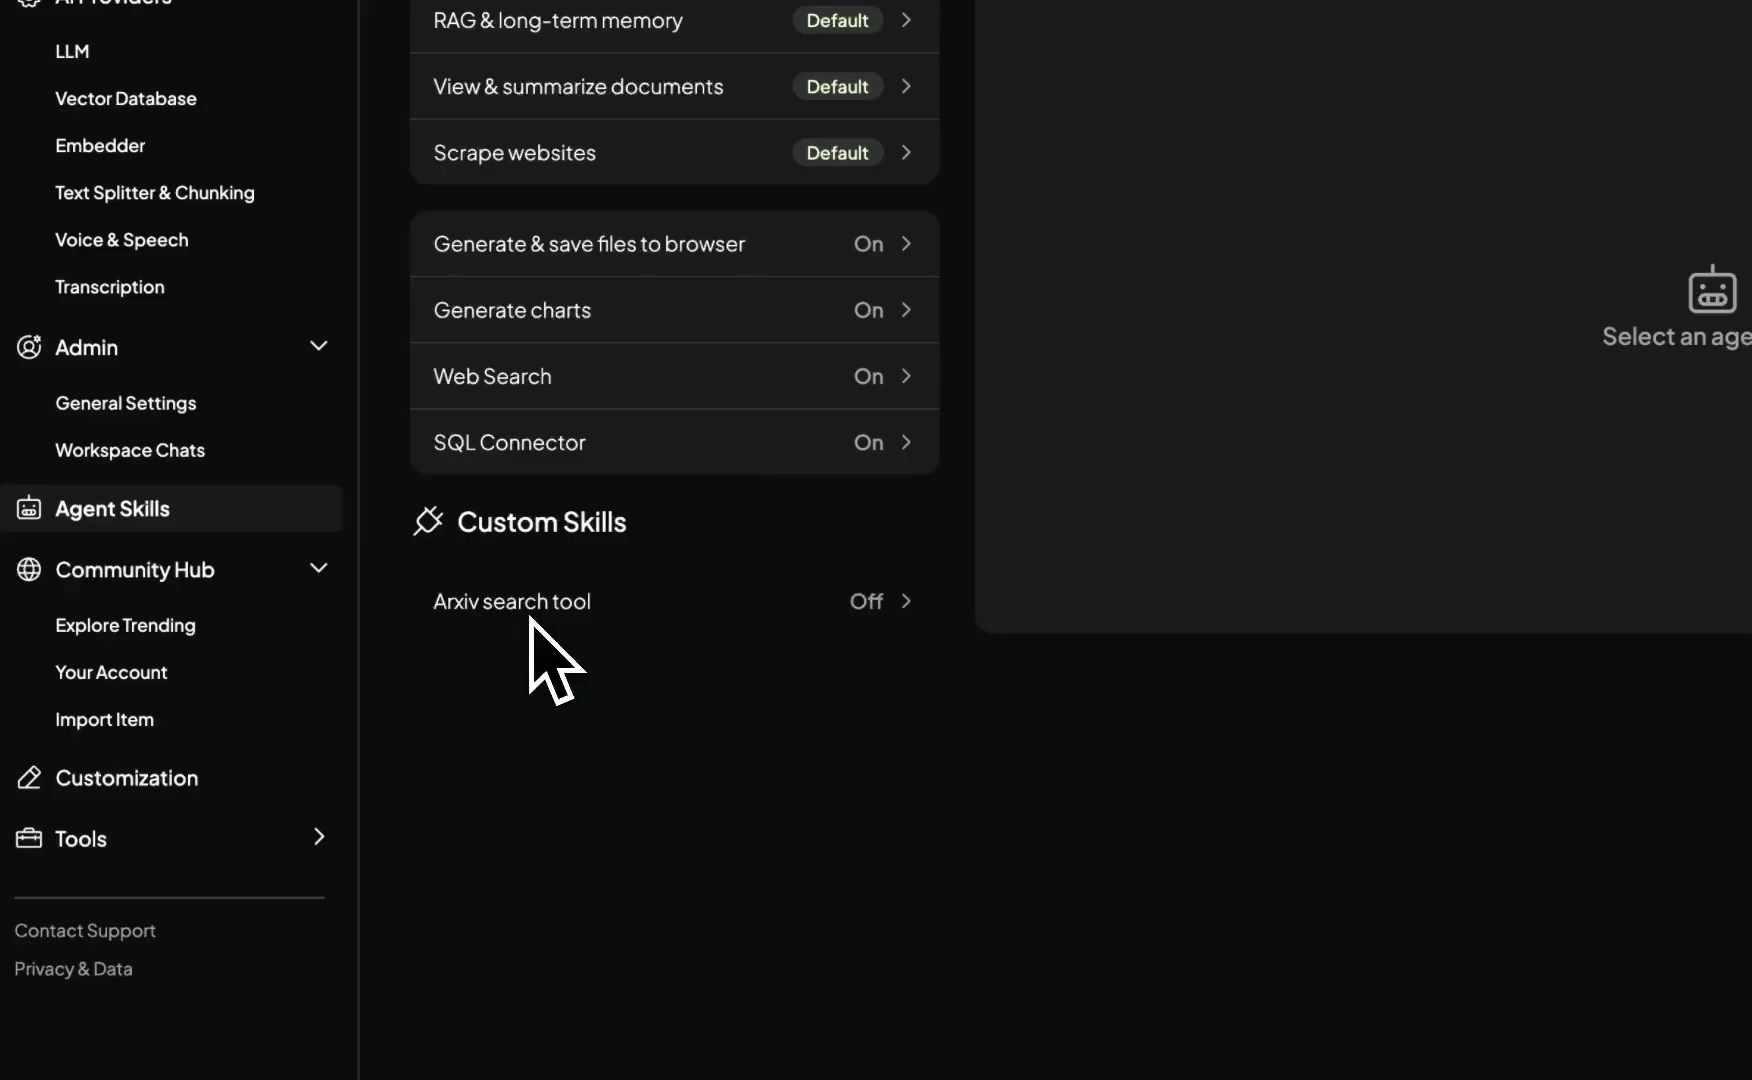 LLM
Vector Database
Embedder
Text Splitter & Chunking
Voice & Speech
Transcription
Admin
General Settings
Workspace Chats
Agent Skills
Community Hub
Explore Trending
Your Account
Import Item
Customization
Tools
Contact Support
Privacy & Data
RAG & long-term memory Default
View & summarize documents Default
Scrape websites Default
Generate & save files to browser On
Generate charts On
Web Search On
SQL Connector On
Custom Skills
Arxiv search tool Off
Select an age